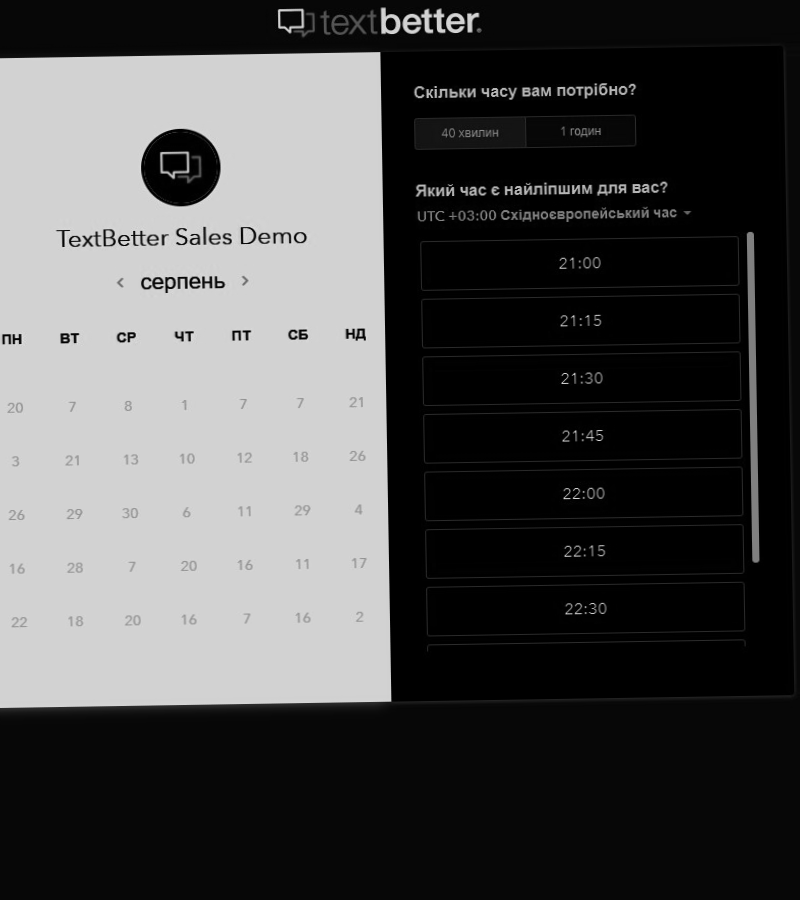 textbetter.
TextBetter Sales Demo
серпень
ПН ВТ СР ЧТ ПТ СБ НД
20 7 8 1 7 7 21
3 21 13 10 12 18 26
26 29 30 6 11 29 4
16 28 7 20 16 11 17
22 18 20 16 7 16 2
Скільки часу вам потрібно?
40 хвилин 1 годин
Який час є найліпшим для вас?
UTC +03:00 Східноєвропейський час
21:00
21:15
21:30
21:45
22:00
22:15
22:30